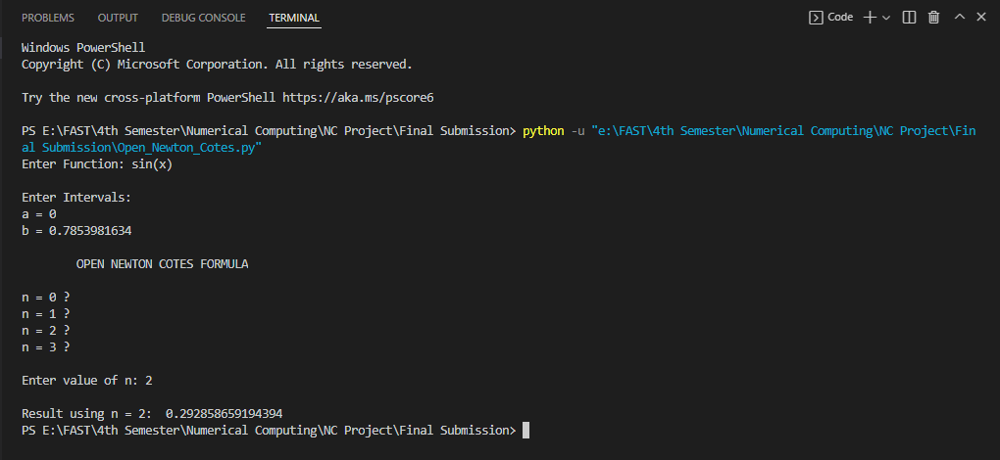 PROBLEMS OUTPUT DEBUG CONSOLE TERMINAL Code
Windows PowerShell
Copyright (C) Microsoft Corporation. All rights reserved.
Try the new cross-platform PowerShell https://aka.ms/pscore6
PS E:\FAST\4th Semester\Numerical Computing\NC Project\Final Submission> python -u "e:\FAST\4th Semester\Numerical Computing\NC Project\Fin
al Submission\Open_Newton_Cotes.py"
Enter Function: sin(x)
Enter Intervals:
a = 0
b = 0.7853981634
OPEN NEWTON COTES FORMULA
n = 0 ?
n = 1 ?
n = 2 ?
n = 3 ?
Enter value of n: 2
Result using n = 2:  0.292858659194394
PS E:\FAST\4th Semester\Numerical Computing\NC Project\Final Submission>